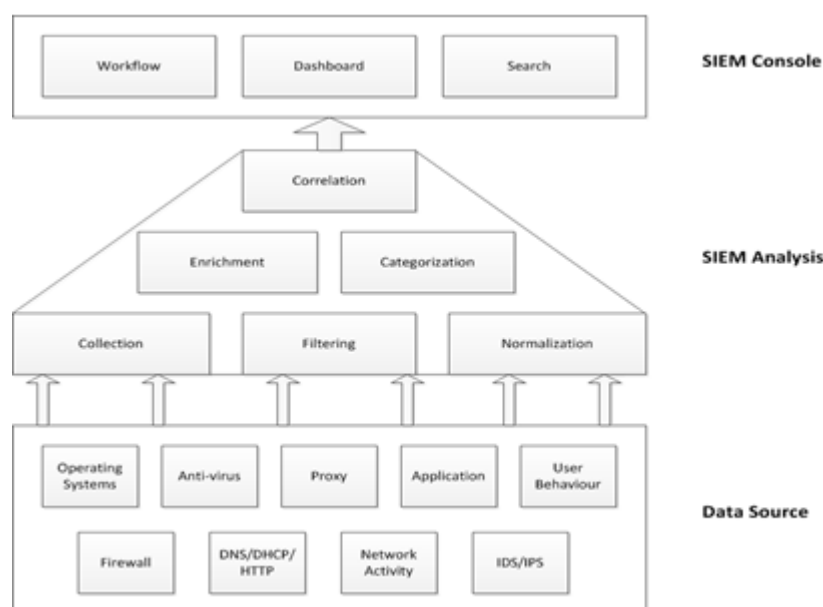 Workflow
Dashboard
Search
SIEM Console
Correlation
Enrichment
Categorization
SIEM Analysis
Collection
Filtering
Normalization
Operating
Systems
Anti-virus
Proxy
Application
User
Behaviour
Data Source
Firewall
DNS/DHCP/
HTTP
Network
Activity
IDS/IPS